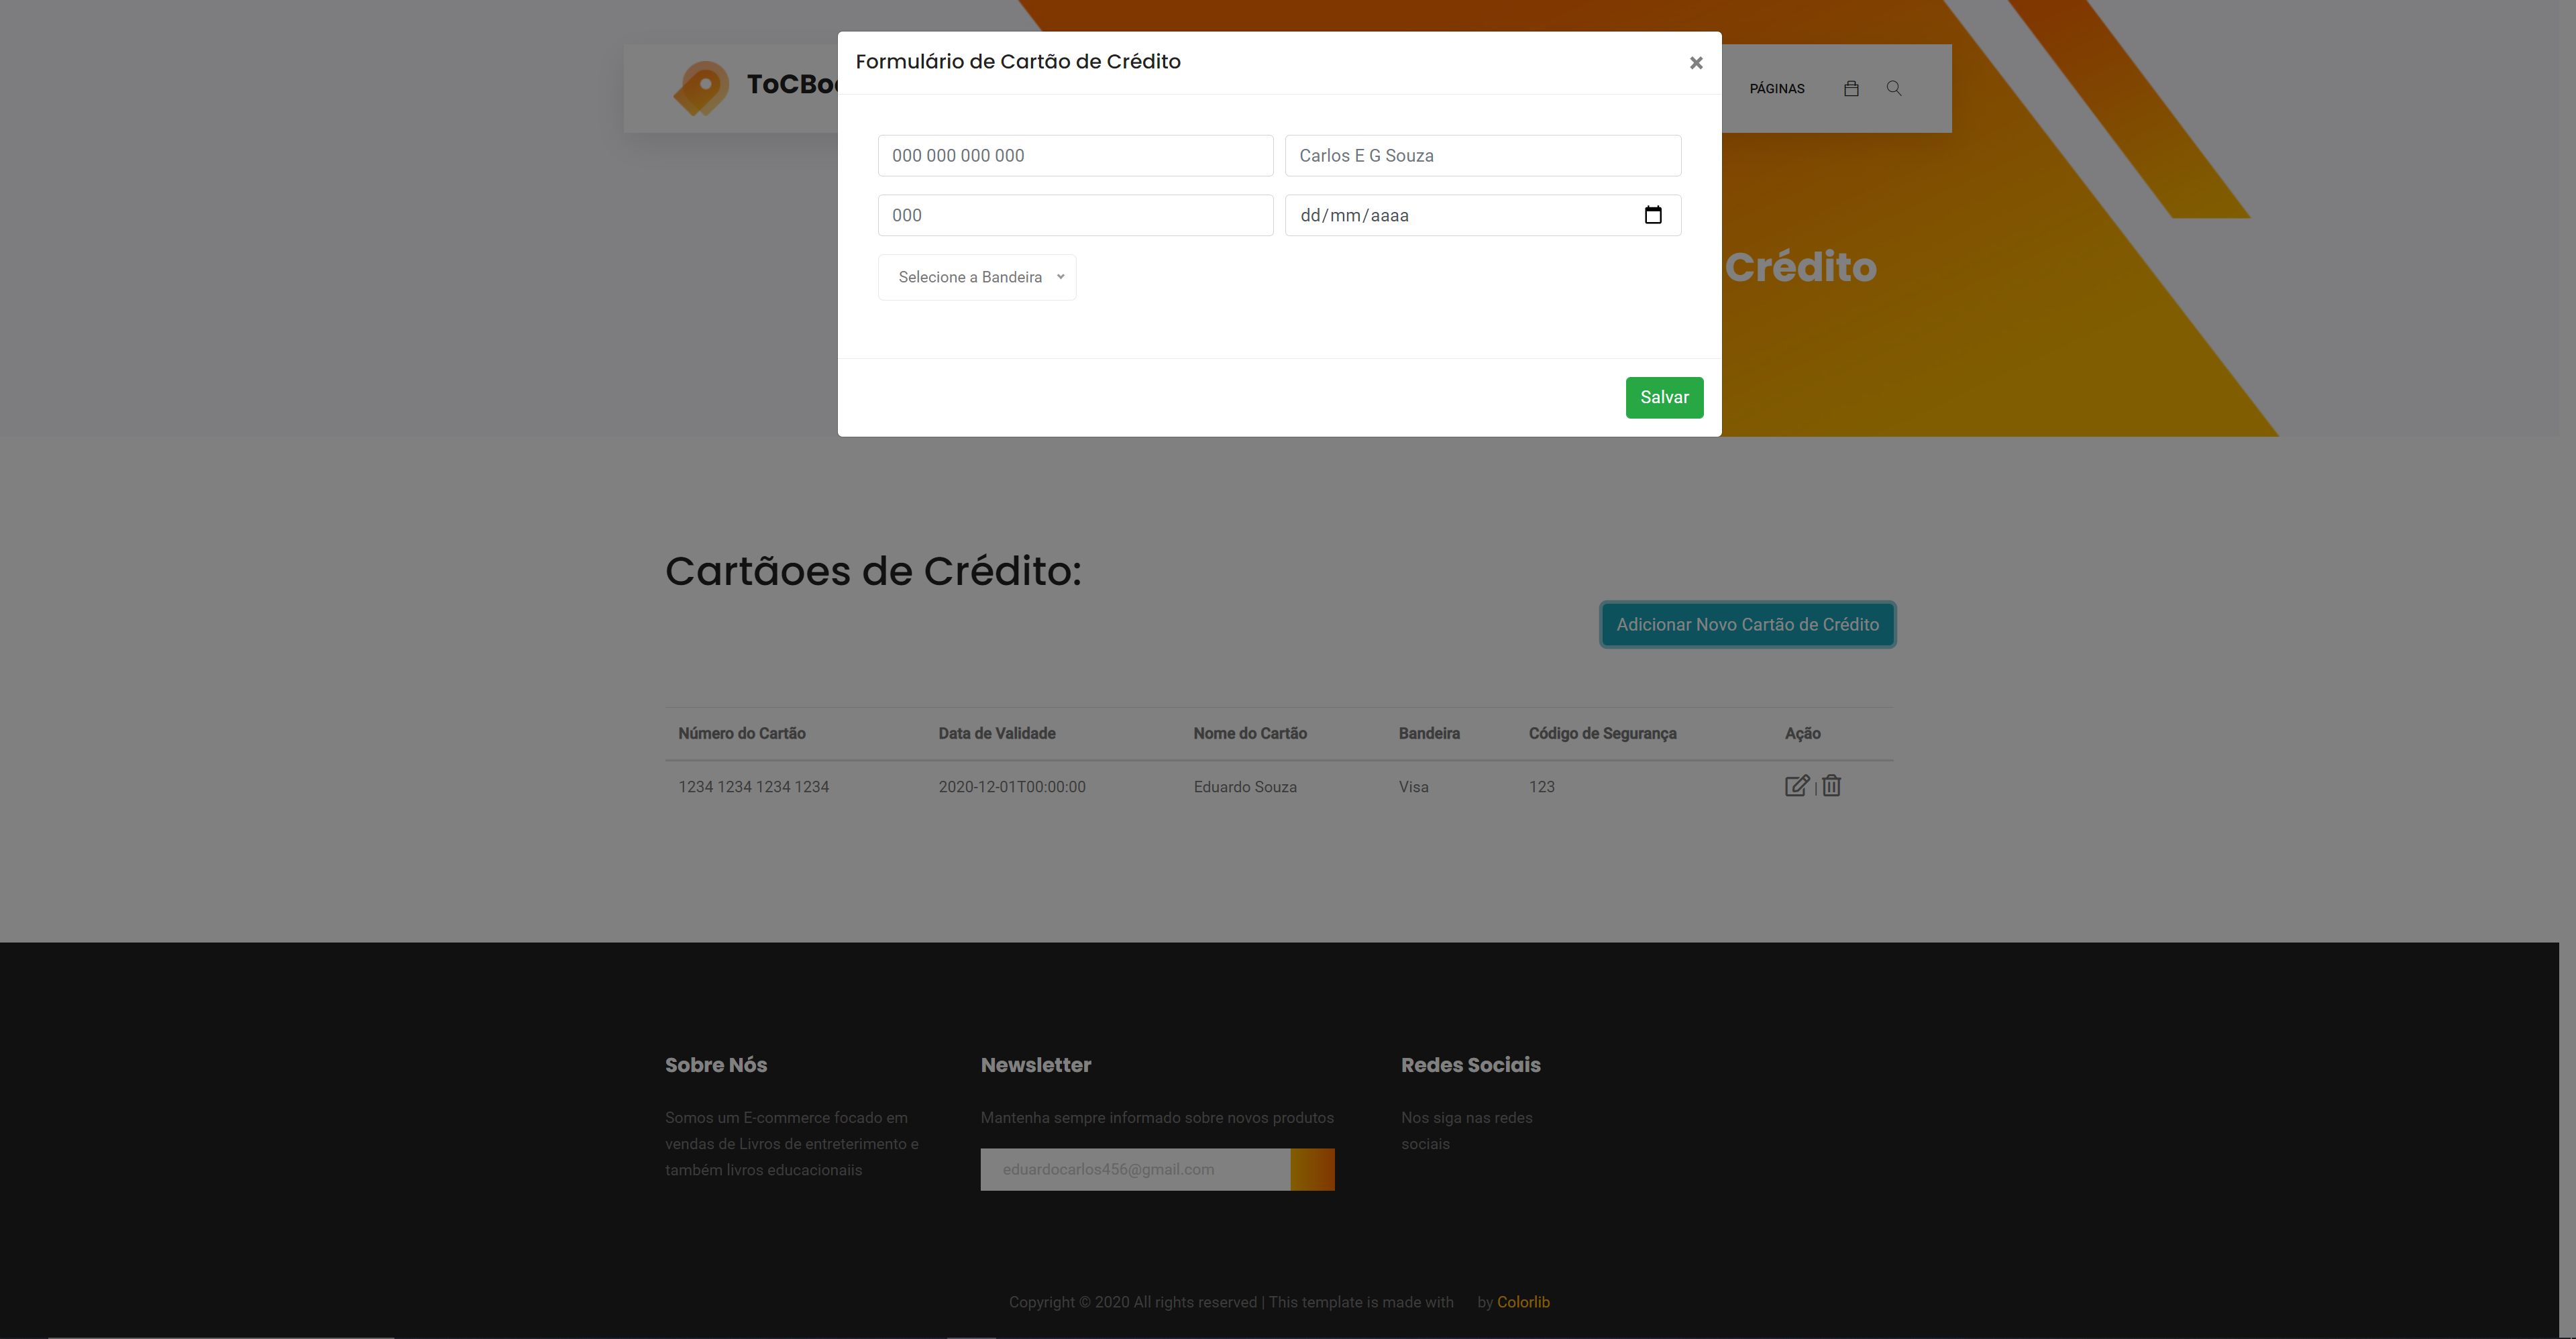 Formulário de Cartão de Crédito
×
ToCBo
PÁGINAS
000 000 000 000
Carlos E G Souza
000
dd/mm/aaaa
Selecione a Bandeira
Crédito
Salvar
Cartãoes de Crédito:
Adicionar Novo Cartão de Crédito
Número do Cartão Data de Validade Nome do Cartão Bandeira Código de Segurança Ação
1234 1234 1234 1234 2020-12-01T00:00:00 Eduardo Souza Visa 123 |
Sobre Nós
Somos um E-commerce focado em
vendas de Livros de entreterimento e
também livros educacionaiis
Newsletter
Mantenha sempre informado sobre novos produtos
eduardocarlos456@gmail.com
Redes Sociais
Nos siga nas redes
sociais
Copyright © 2020 All rights reserved | This template is made with by Colorlib